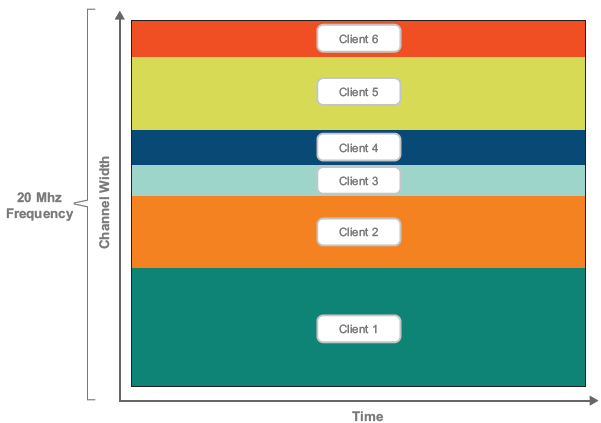 Client 6
Client 5
Client 4
Client 3
Client 2
Client 1
20 Mhz
Frequency
Channel Width
Time